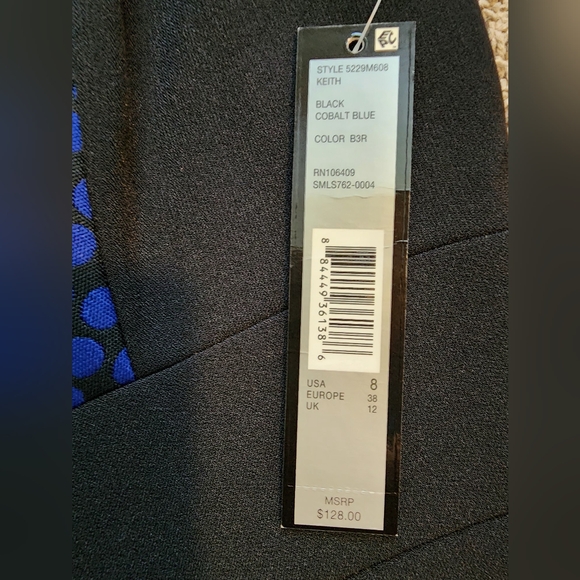 STYLE 5229M608
KEITH
BLACK
COBALT BLUE
COLOR B3R
RN106409
SMLS762-0004
8 84449 36138 6
USA 8
EUROPE 38
UK 12
MSRP
$128.00